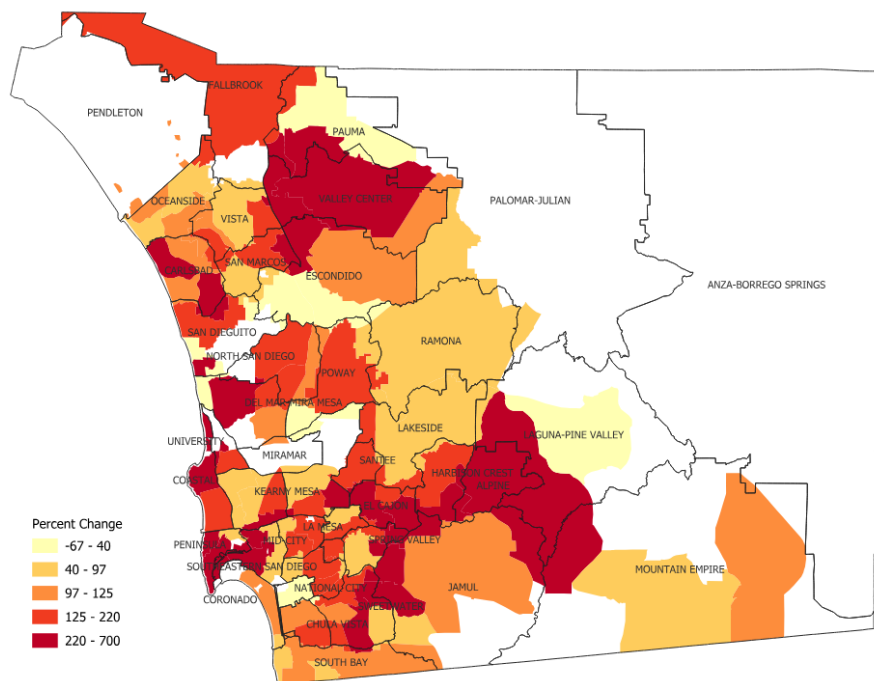 FALLBROOK
PENDLETON
PAUMA
PALOMAR-JULIAN
OCEANSIDE
VALLEY CENTER
VISTA
SAN MARCOS
CARLSBAD
ESCONDIDO
ANZA-BORREGO SPRINGS
SAN DIEGUITO
RAMONA
NORTH SAN DIEGO
POWAY
DEL MAR-MIRA MESA
LAKESIDE
LAGUNA-PINE VALLEY
UNIVERSITY
MIRAMAR
SANTEE
HARBISON CREST
COASTAL
ALPINE
KEARNY MESA
EL CAJON
LA MESA
PENINSULA
MID-CITY
SPRING VALLEY
SOUTHEASTERN SAN DIEGO
MOUNTAIN EMPIRE
NATIONAL CITY
JAMUL
CORONADO
SWEETWATER
CHULA VISTA
SOUTH BAY
Percent Change
-67 - 40
40 - 97
97 - 125
125 - 220
220 - 700